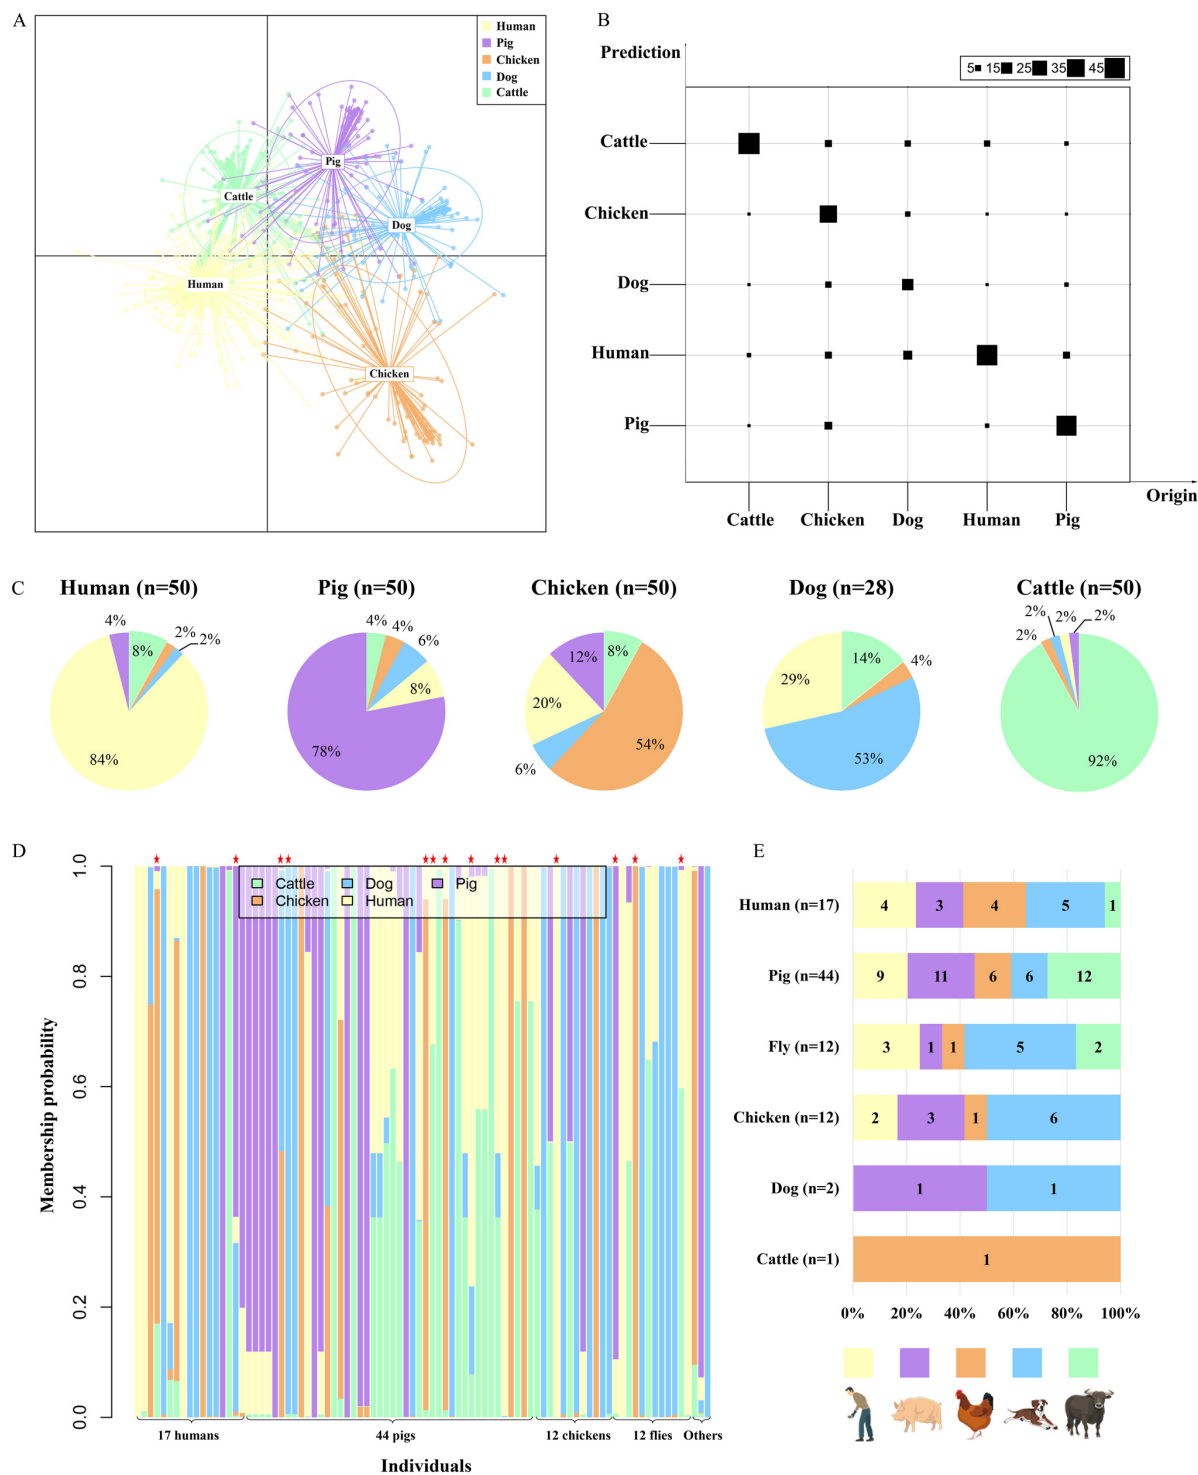 A
Human
Pig
Chicken
Dog
Cattle
Pig
Cattle
Dog
Human
Chicken
B
Prediction
5 15 25 35 45
Cattle
Chicken
Dog
Human
Pig
Cattle Chicken Dog Human Pig
Origin
C
Human (n=50)
4%
8%
2%
2%
84%
Pig (n=50)
4%
4%
6%
8%
78%
Chicken (n=50)
12%
8%
20%
54%
6%
Dog (n=28)
14%
4%
29%
53%
Cattle (n=50)
2%
2%
2%
2%
92%
D
Cattle Dog Pig
Chicken Human
Membership probability
1.0
0.8
0.6
0.4
0.2
0.0
17 humans 44 pigs 12 chickens 12 flies Others
Individuals
E
Human (n=17) 4 3 4 5 1
Pig (n=44) 9 11 6 6 12
Fly (n=12) 3 1 1 5 2
Chicken (n=12) 2 3 1 6
Dog (n=2) 1 1
Cattle (n=1) 1
0% 20% 40% 60% 80% 100%